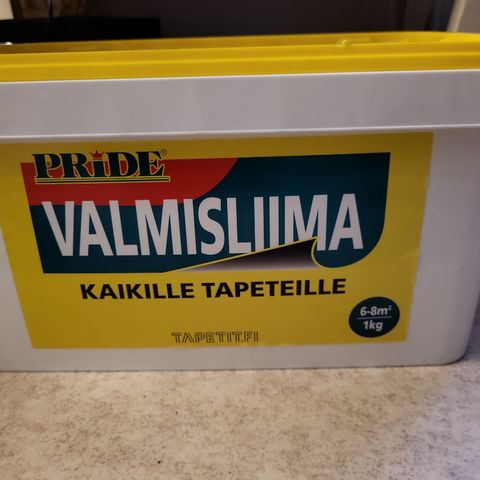 PRiDE®
VALMISLIIMA
KAIKILLE TAPETEILLE
6-8m²
1kg
TAPETIT.FI